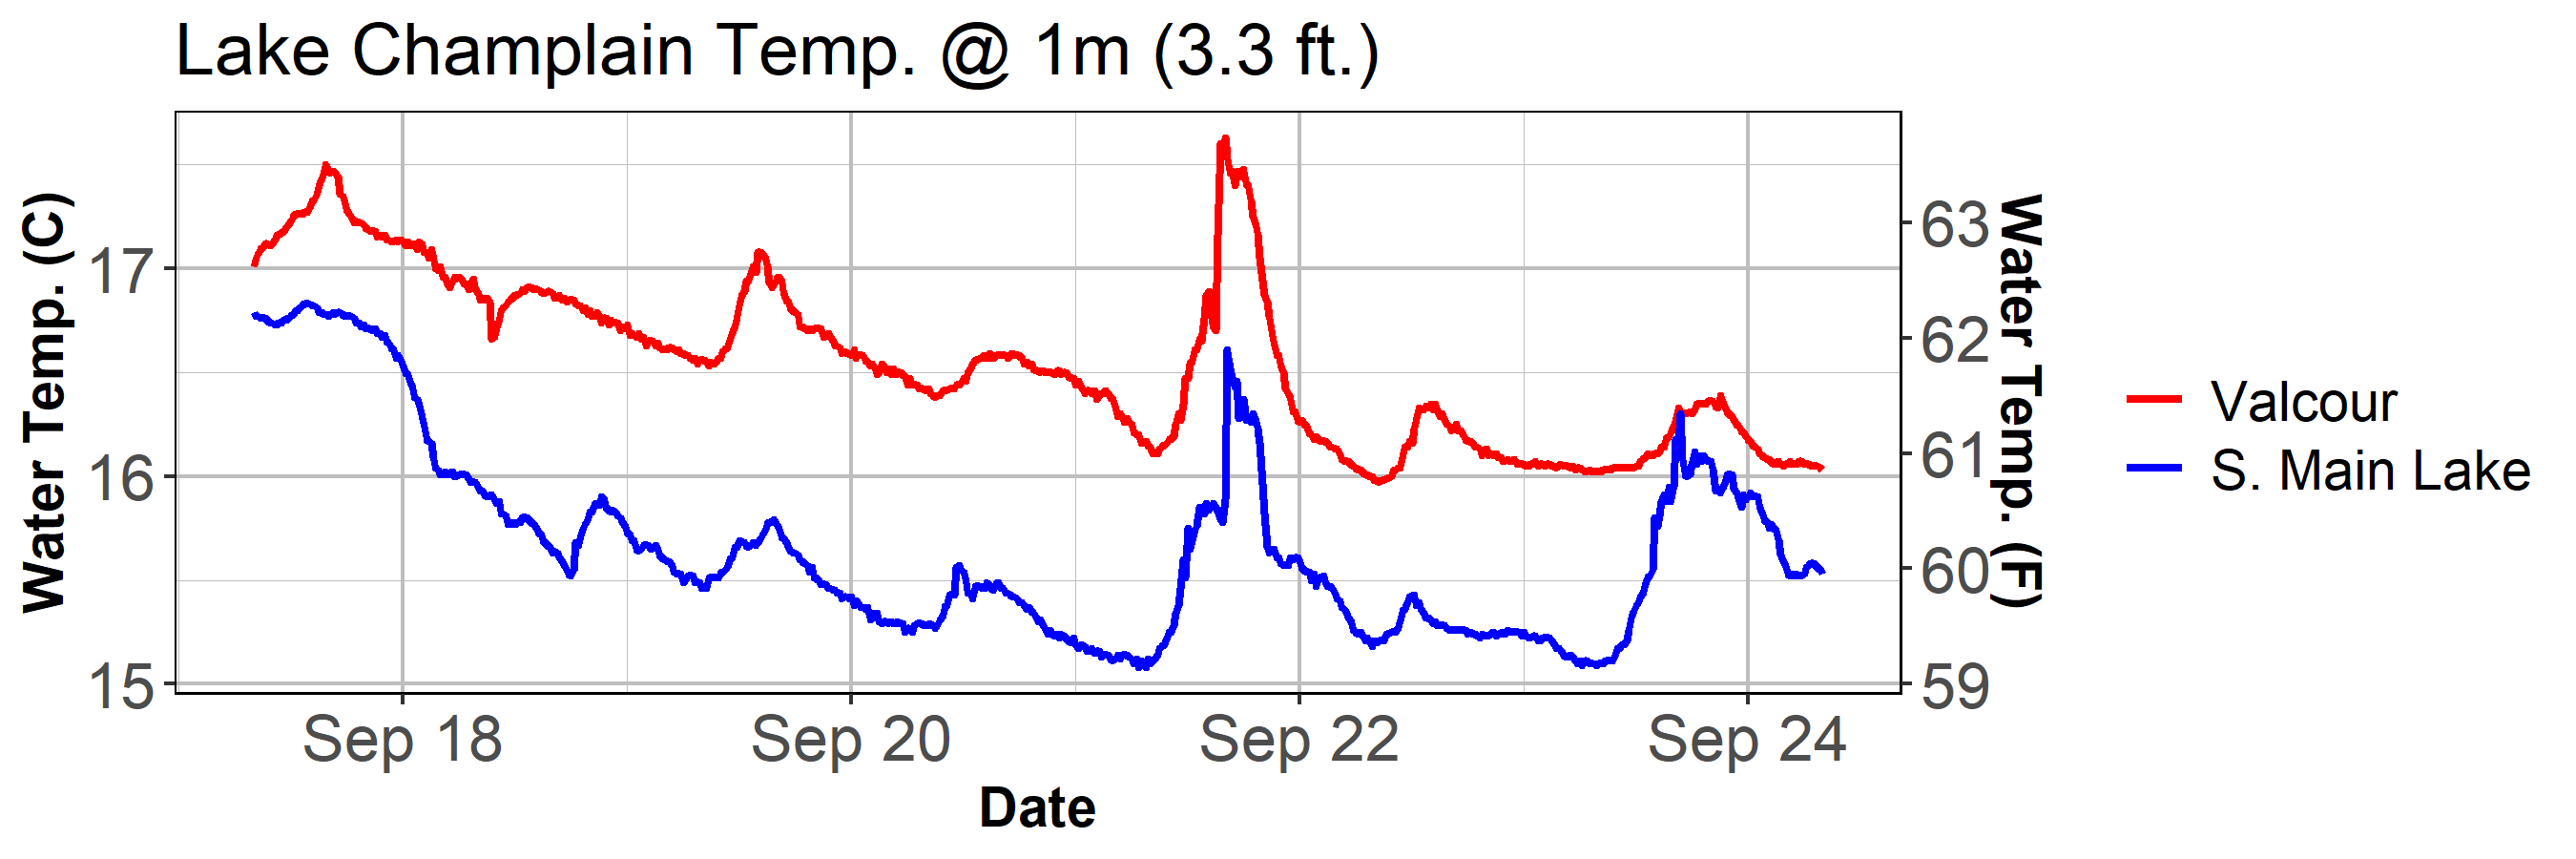 Lake Champlain Temp. @ 1m (3.3 ft.)
Water Temp. (C)
17
16
15
63
62
61
60
59
Water Temp. (F)
Sep 18
Sep 20
Sep 22
Sep 24
Date
Valcour
S. Main Lake